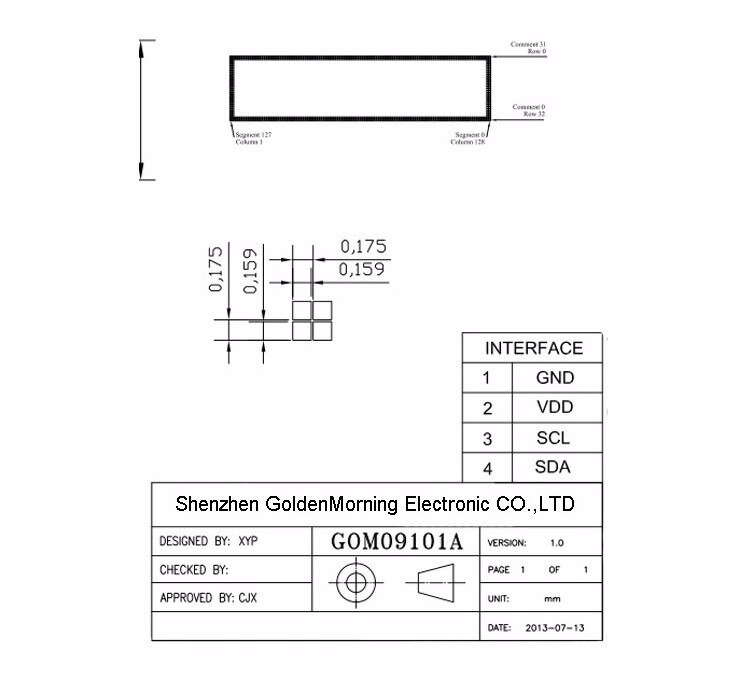 Comment 31
Row 0
Comment 0
Row 32
Segment 127
Column 1
Segment 0
Column 128
0,175
0,159
0,175
0,159
INTERFACE
1 GND
2 VDD
3 SCL
4 SDA
Shenzhen GoldenMorning Electronic CO.,LTD
DESIGNED BY: XYP
GOM09101A
VERSION: 1.0
CHECKED BY:
PAGE 1 OF 1
APPROVED BY: CJX
UNIT: mm
DATE: 2013-07-13